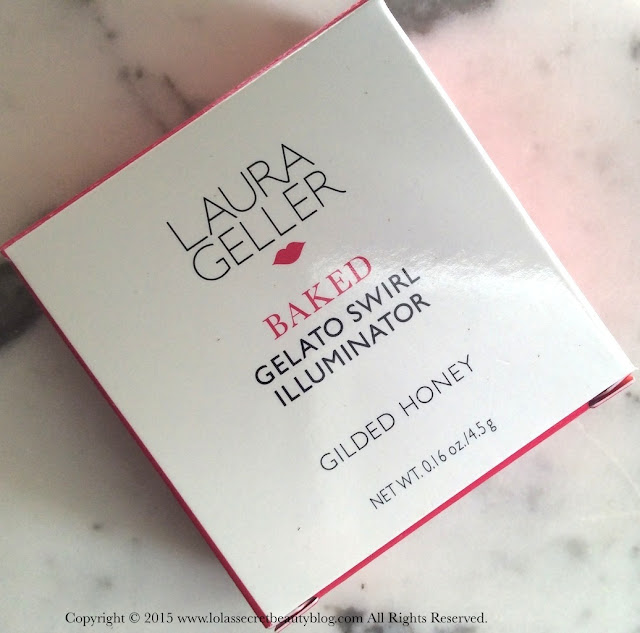 LAURA
GELLER
BAKED
GELATO SWIRL
ILLUMINATOR
GILDED HONEY
NET WT. 0.16 oz./4.5g
Copyright © 2015 www.lolassecretbeautyblog.com All Rights Reserved.